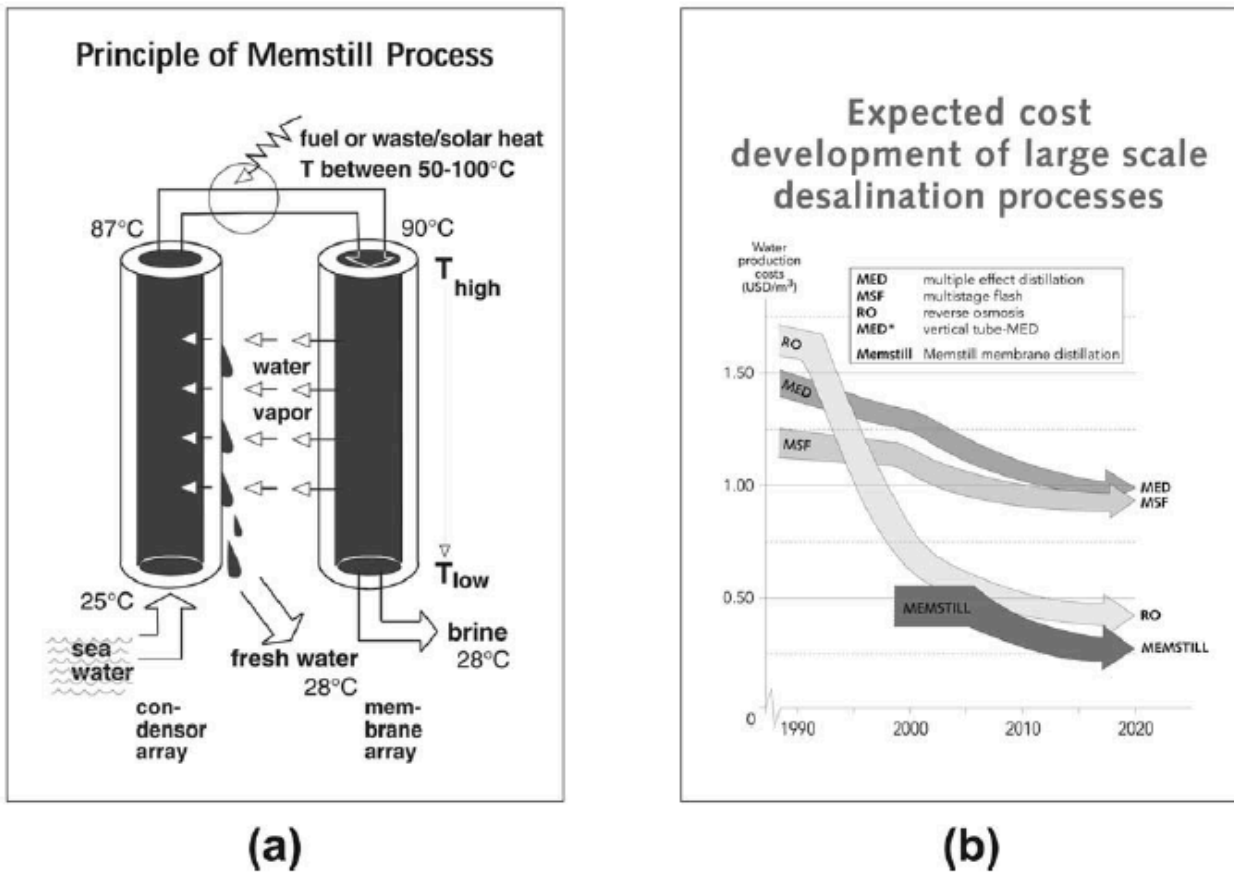 Principle of Memstill Process
fuel or waste/solar heat
T between 50-100°C
87°C
90°C
T high
water
vapor
T low
25°C
sea
water
fresh water
28°C
brine
28°C
con-
densor
array
mem-
brane
array
(a)
Expected cost
development of large scale
desalination processes
Water
production
costs
(USD/m³)
MED multiple effect distillation
MSF multistage flash
RO reverse osmosis
MED* vertical tube-MED
Memstill Memstill membrane distillation
RO
1.50
MED
MSF
1.00
MED
MSF
0.50
MEMSTILL
RO
MEMSTILL
0
1990 2000 2010 2020
(b)